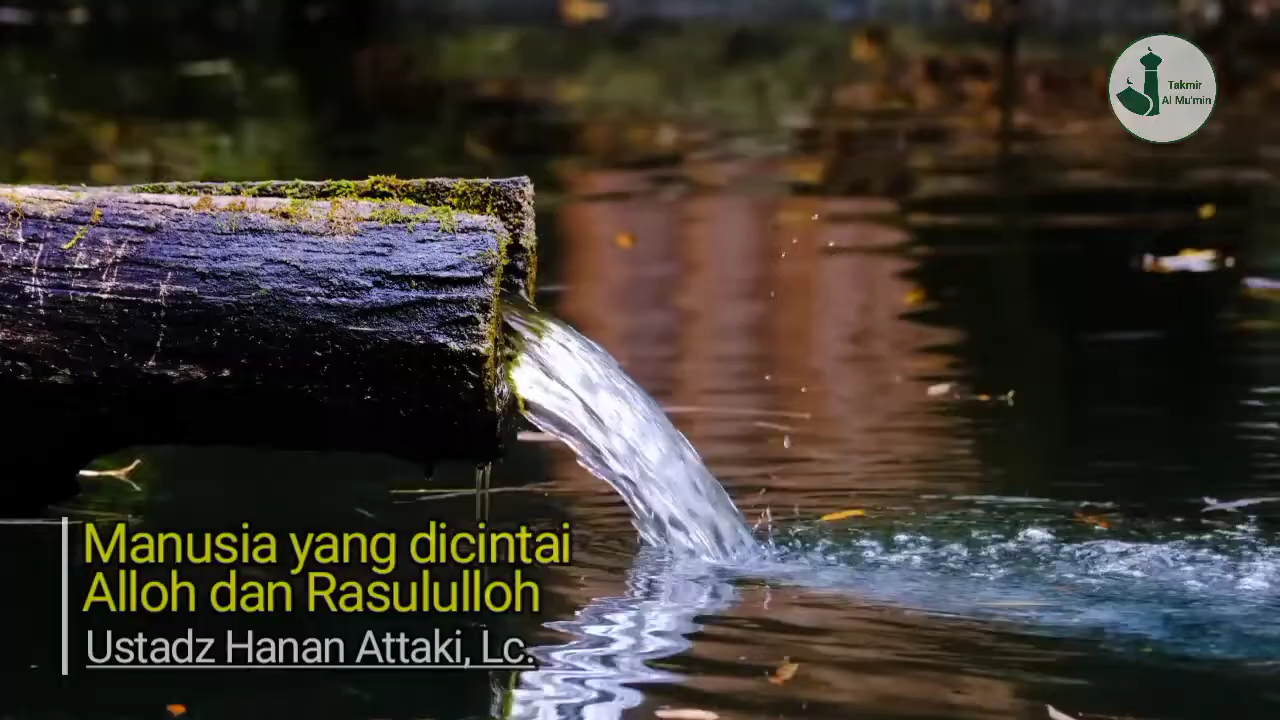 Takmir
Al Mu'min
Manusia yang dicintai
Alloh dan Rasululloh
Ustadz Hanan Attaki, Lc.